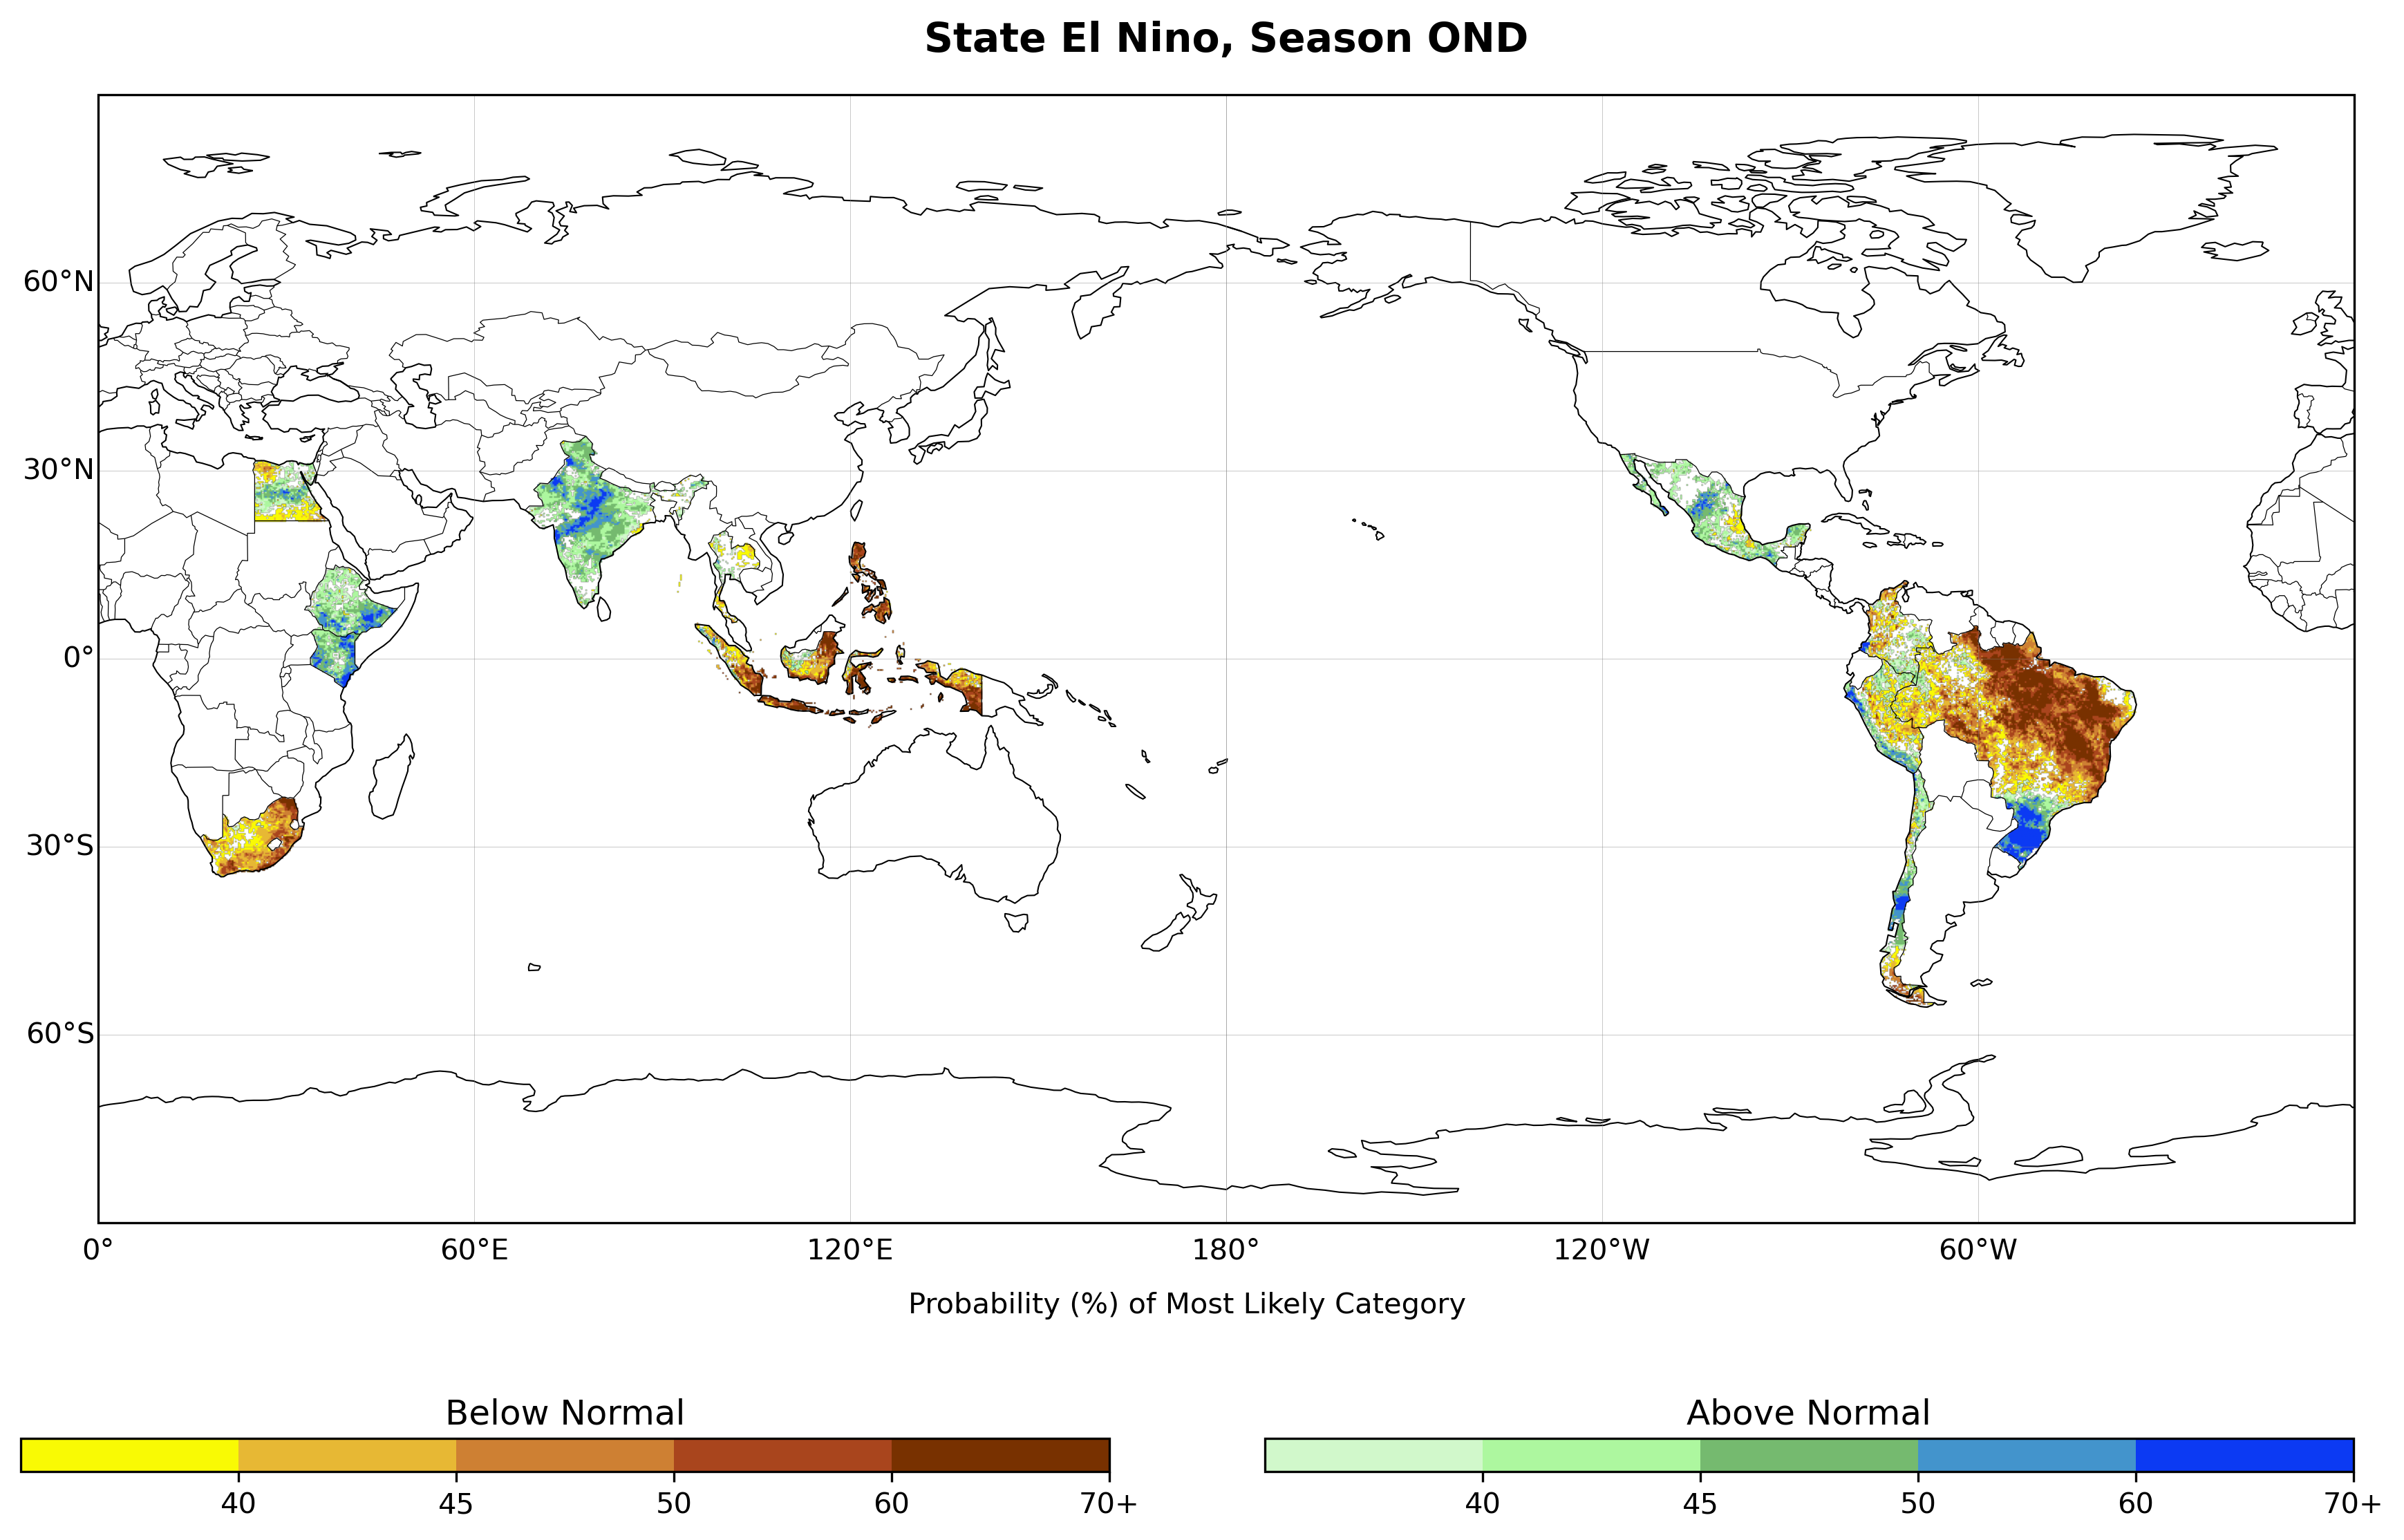 State El Nino, Season OND
60°N
30°N
0°
30°S
60°S
0°
60°E
120°E
180°
120°W
60°W
Probability (%) of Most Likely Category
Below Normal
40
45
50
60
70+
Above Normal
40
45
50
60
70+